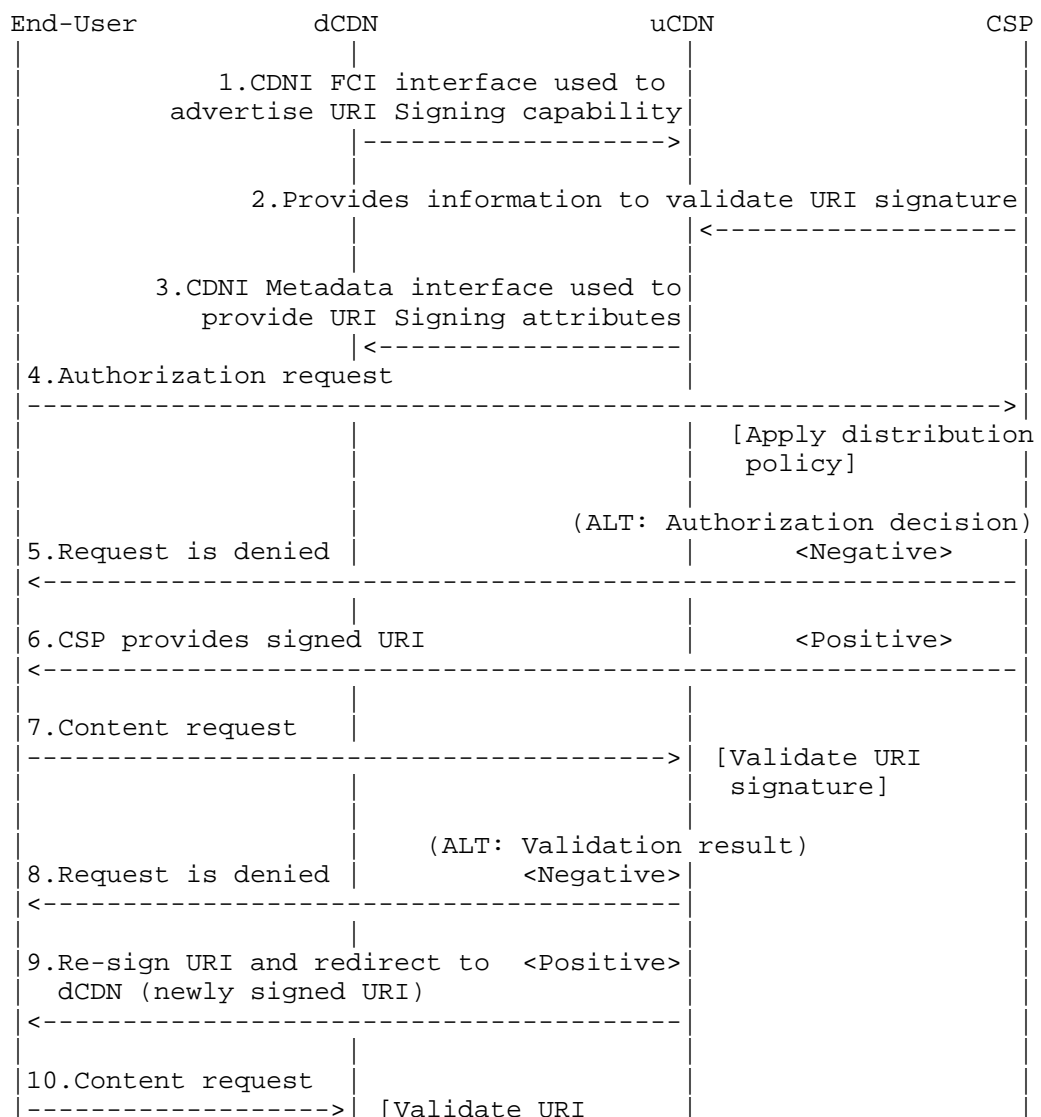 End-User dCDN uCDN CSP
1.CDNI FCI interface used to
advertise URI Signing capability
2.Provides information to validate URI signature
3.CDNI Metadata interface used to
provide URI Signing attributes
4.Authorization request
[Apply distribution
policy]
(ALT: Authorization decision)
5.Request is denied <Negative>
6.CSP provides signed URI <Positive>
7.Content request
[Validate URI
signature]
(ALT: Validation result)
8.Request is denied <Negative>
9.Re-sign URI and redirect to <Positive>
dCDN (newly signed URI)
10.Content request
[Validate URI